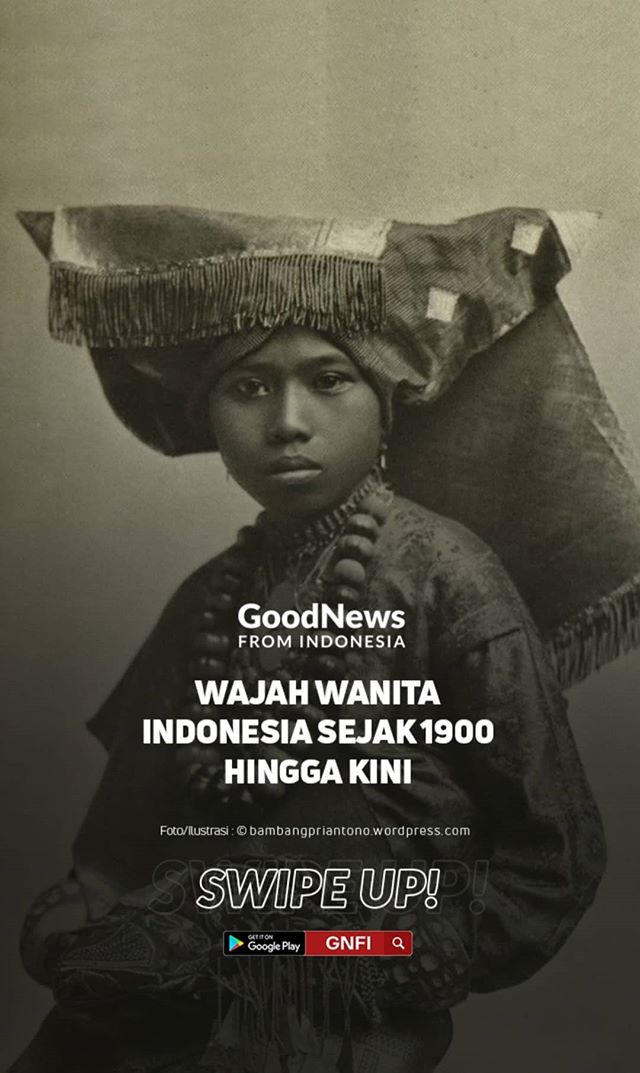 GoodNews
FROM INDONESIA
WAJAH WANITA
INDONESIA SEJAK 1900
HINGGA KINI
Foto/Ilustrasi : © bambangpriantono.wordpress.com
SWIPE UP!
GET IT ON
Google Play
GNFI